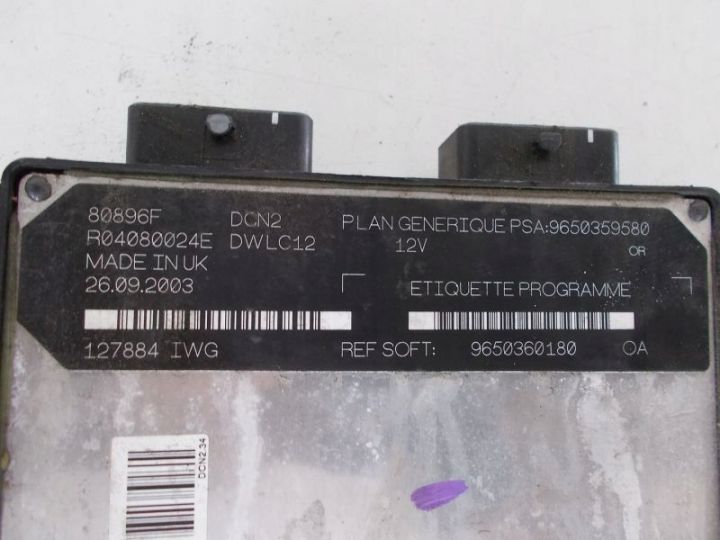 80896F DCN2 PLAN GENERIQUE PSA:9650359580
R04080024E DWLC12 12V OR
MADE IN UK
26.09.2003 ETIQUETTE PROGRAMME
127884 IWG REF SOFT: 9650360180 OA
DCN2.34